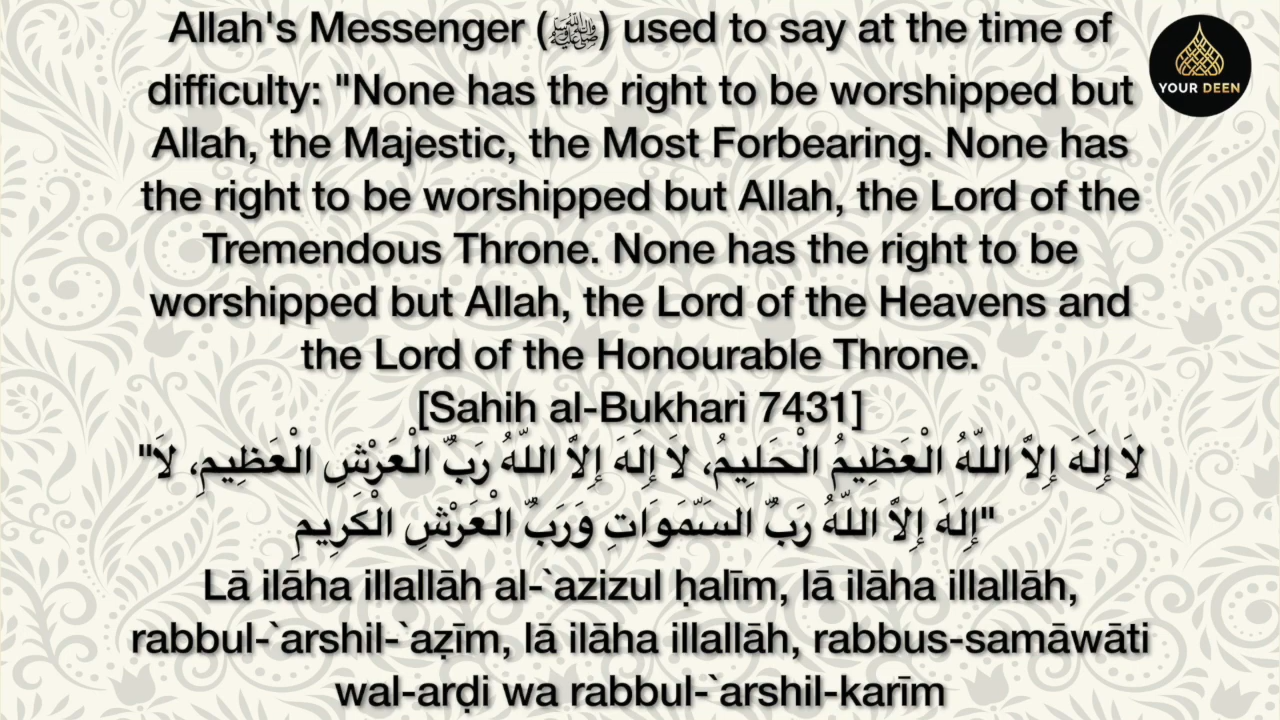 Allah's Messenger (ﷺ) used to say at the time of
difficulty: "None has the right to be worshipped but
Allah, the Majestic, the Most Forbearing. None has
the right to be worshipped but Allah, the Lord of the
Tremendous Throne. None has the right to be
worshipped but Allah, the Lord of the Heavens and
the Lord of the Honourable Throne.
[Sahih al-Bukhari 7431]
لاَ إِلَهَ إِلاَّ اللَّهُ الْعَظِيمُ الْحَلِيمُ، لاَ إِلَهَ إِلاَّ اللَّهُ رَبُّ الْعَرْشِ الْعَظِيمِ، لاَ"
"إِلَهَ إِلاَّ اللَّهُ رَبُّ السَّمَوَاتِ وَرَبُّ الْعَرْشِ الْكَرِيمِ
Lā ilāha illallāh al-`azizul ḥalīm, lā ilāha illallāh,
rabbul-`arshil-`aẓīm, lā ilāha illallāh, rabbus-samāwāti
wal-arḍi wa rabbul-`arshil-karīm
YOUR DEEN